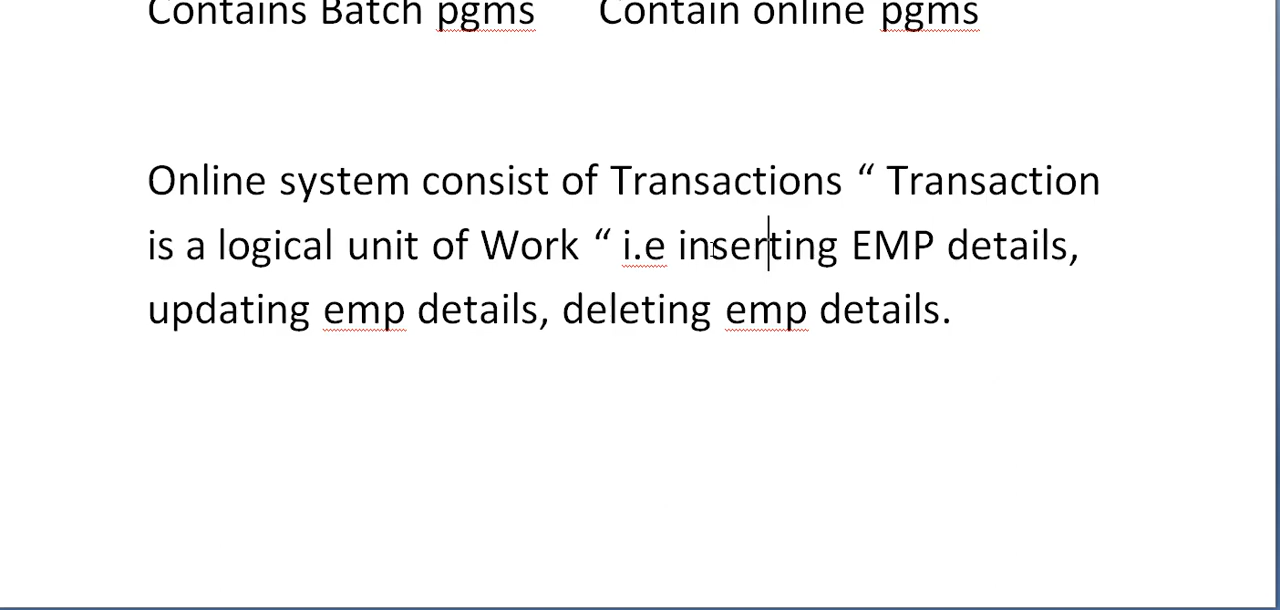 Contains Batch pgms Contain online pgms
Online system consist of Transactions “ Transaction
is a logical unit of Work “ i.e inserting EMP details,
updating emp details, deleting emp details.